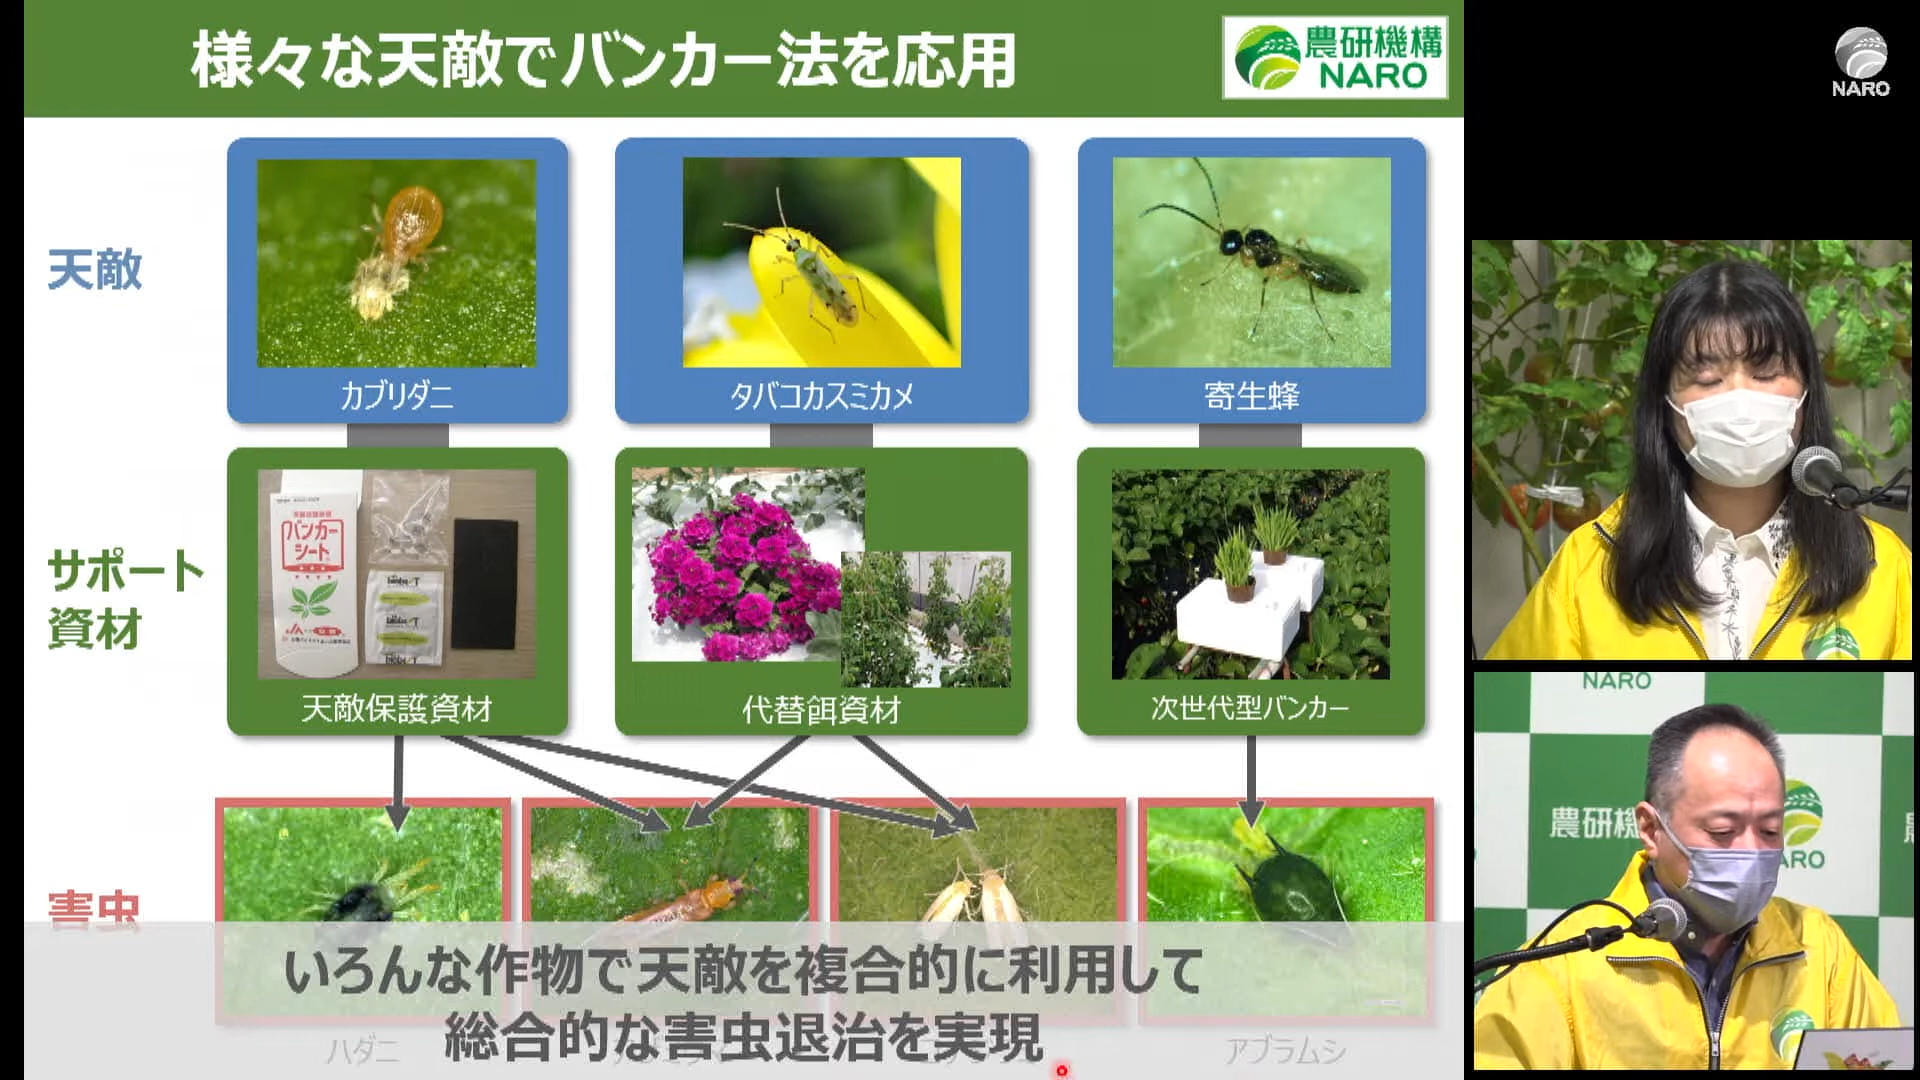 様々な天敵でバンカー法を応用
農研機構
NARO
NARO
天敵
カブリダニ
タバコカスミカメ
寄生蜂
サポート
資材
バンカー
シート
天敵保護資材
代替餌資材
次世代型バンカー
害虫
いろんな作物で天敵を複合的に利用して
総合的な害虫退治を実現
ハダニ
アブラムシ
NARO
農研機
ARO